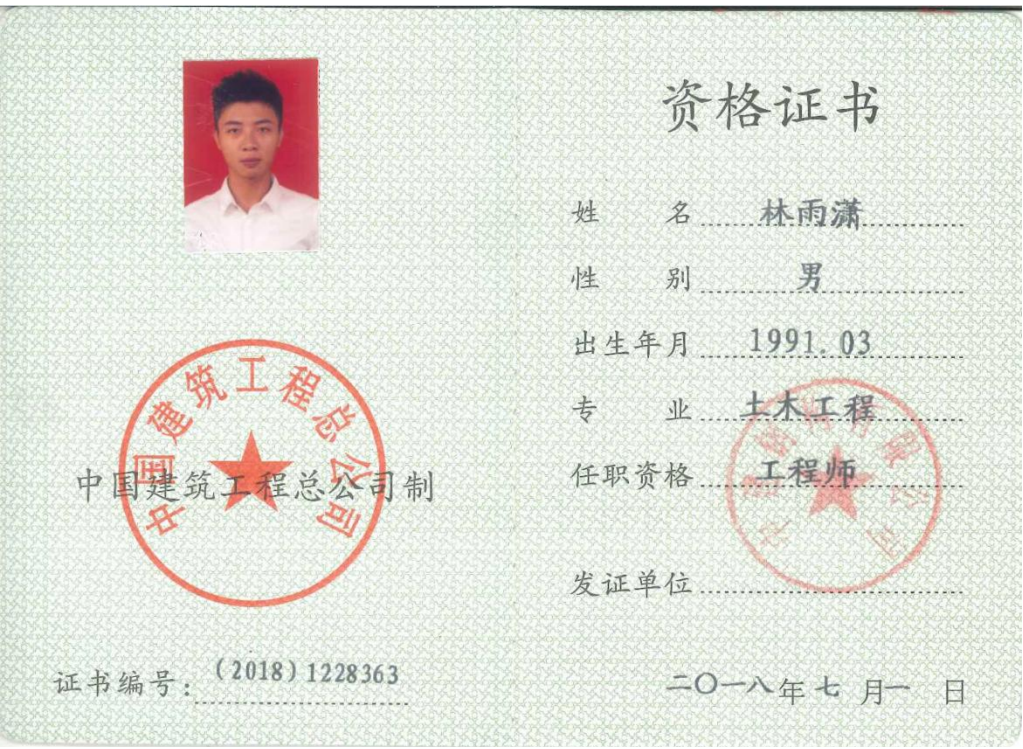 中国建筑工程总公司
中国建筑工程总公司制
证书编号：(2018)1228363
资格证书
姓 名 林雨潇
性 别 男
出生年月 1991.03
专 业 土木工程
任职资格 工程师
发证单位
二〇一八年七月一日